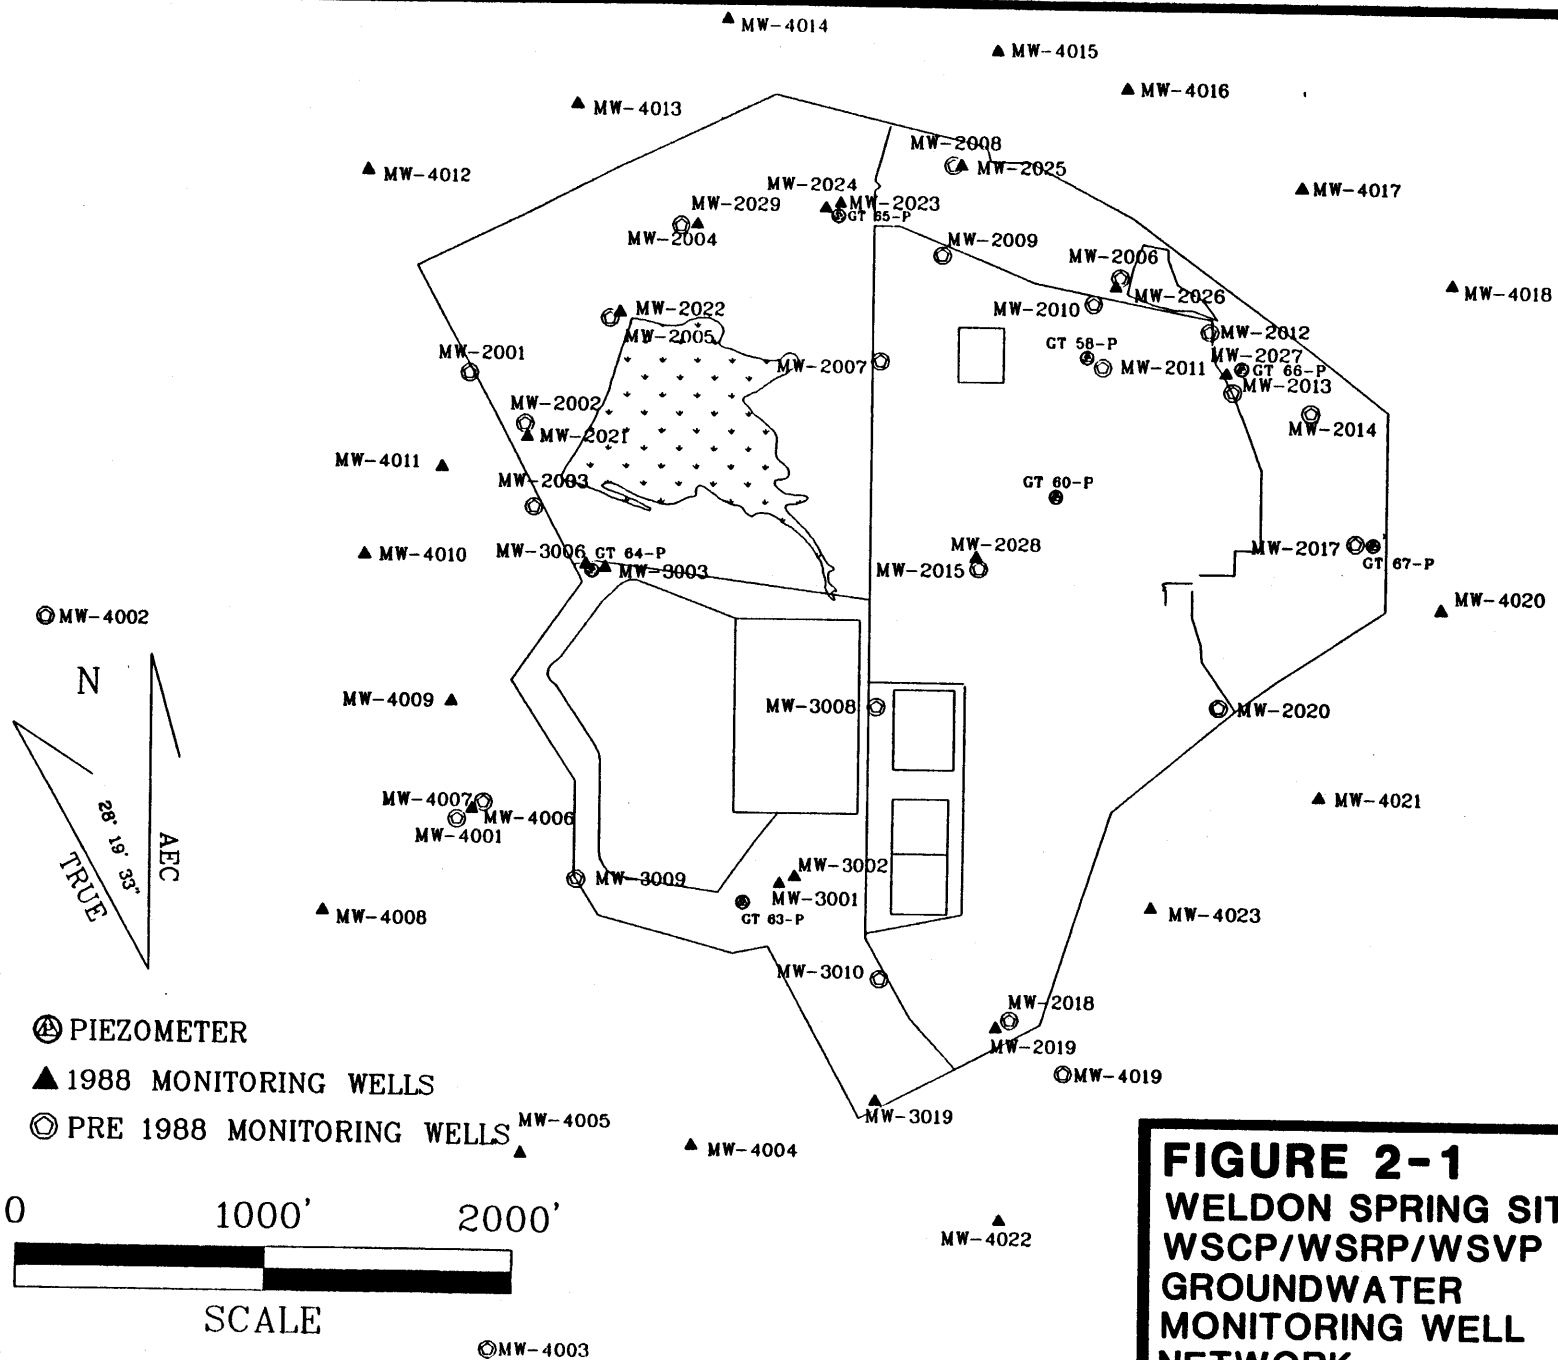 MW-4014
MW-4015
MW-4016
MW-4013
MW-2008
MW-2025
MW-4012
MW-2024
MW-4017
MW-2029
MW-2023
GT 65-P
MW-2004
MW-2009
MW-2006
MW-2026
MW-4018
MW-2022
MW-2010
MW-2005
MW-2012
GT 58-P
MW-2001
MW-2027
MW-2007
MW-2011
GT 66-P
MW-2013
MW-2002
MW-2021
MW-2014
MW-4011
MW-2003
GT 60-P
MW-4010
MW-3006
GT 64-P
MW-3003
MW-2028
MW-2015
MW-2017
GT 67-P
MW-4020
MW-4002
N
MW-4009
MW-3008
MW-2020
MW-4007
MW-4006
MW-4001
MW-4021
28° 19' 33"
TRUE
AEC
MW-3002
MW-3009
MW-3001
GT 63-P
MW-4008
MW-4023
MW-3010
MW-2018
MW-2019
MW-4019
PIEZOMETER
1988 MONITORING WELLS
PRE 1988 MONITORING WELLS
MW-4005
MW-3019
MW-4004
MW-4022
0 1000' 2000'
SCALE
MW-4003
FIGURE 2-1
WELDON SPRING SIT
WSCP/WSRP/WSVP
GROUNDWATER
MONITORING WELL
NETWORK